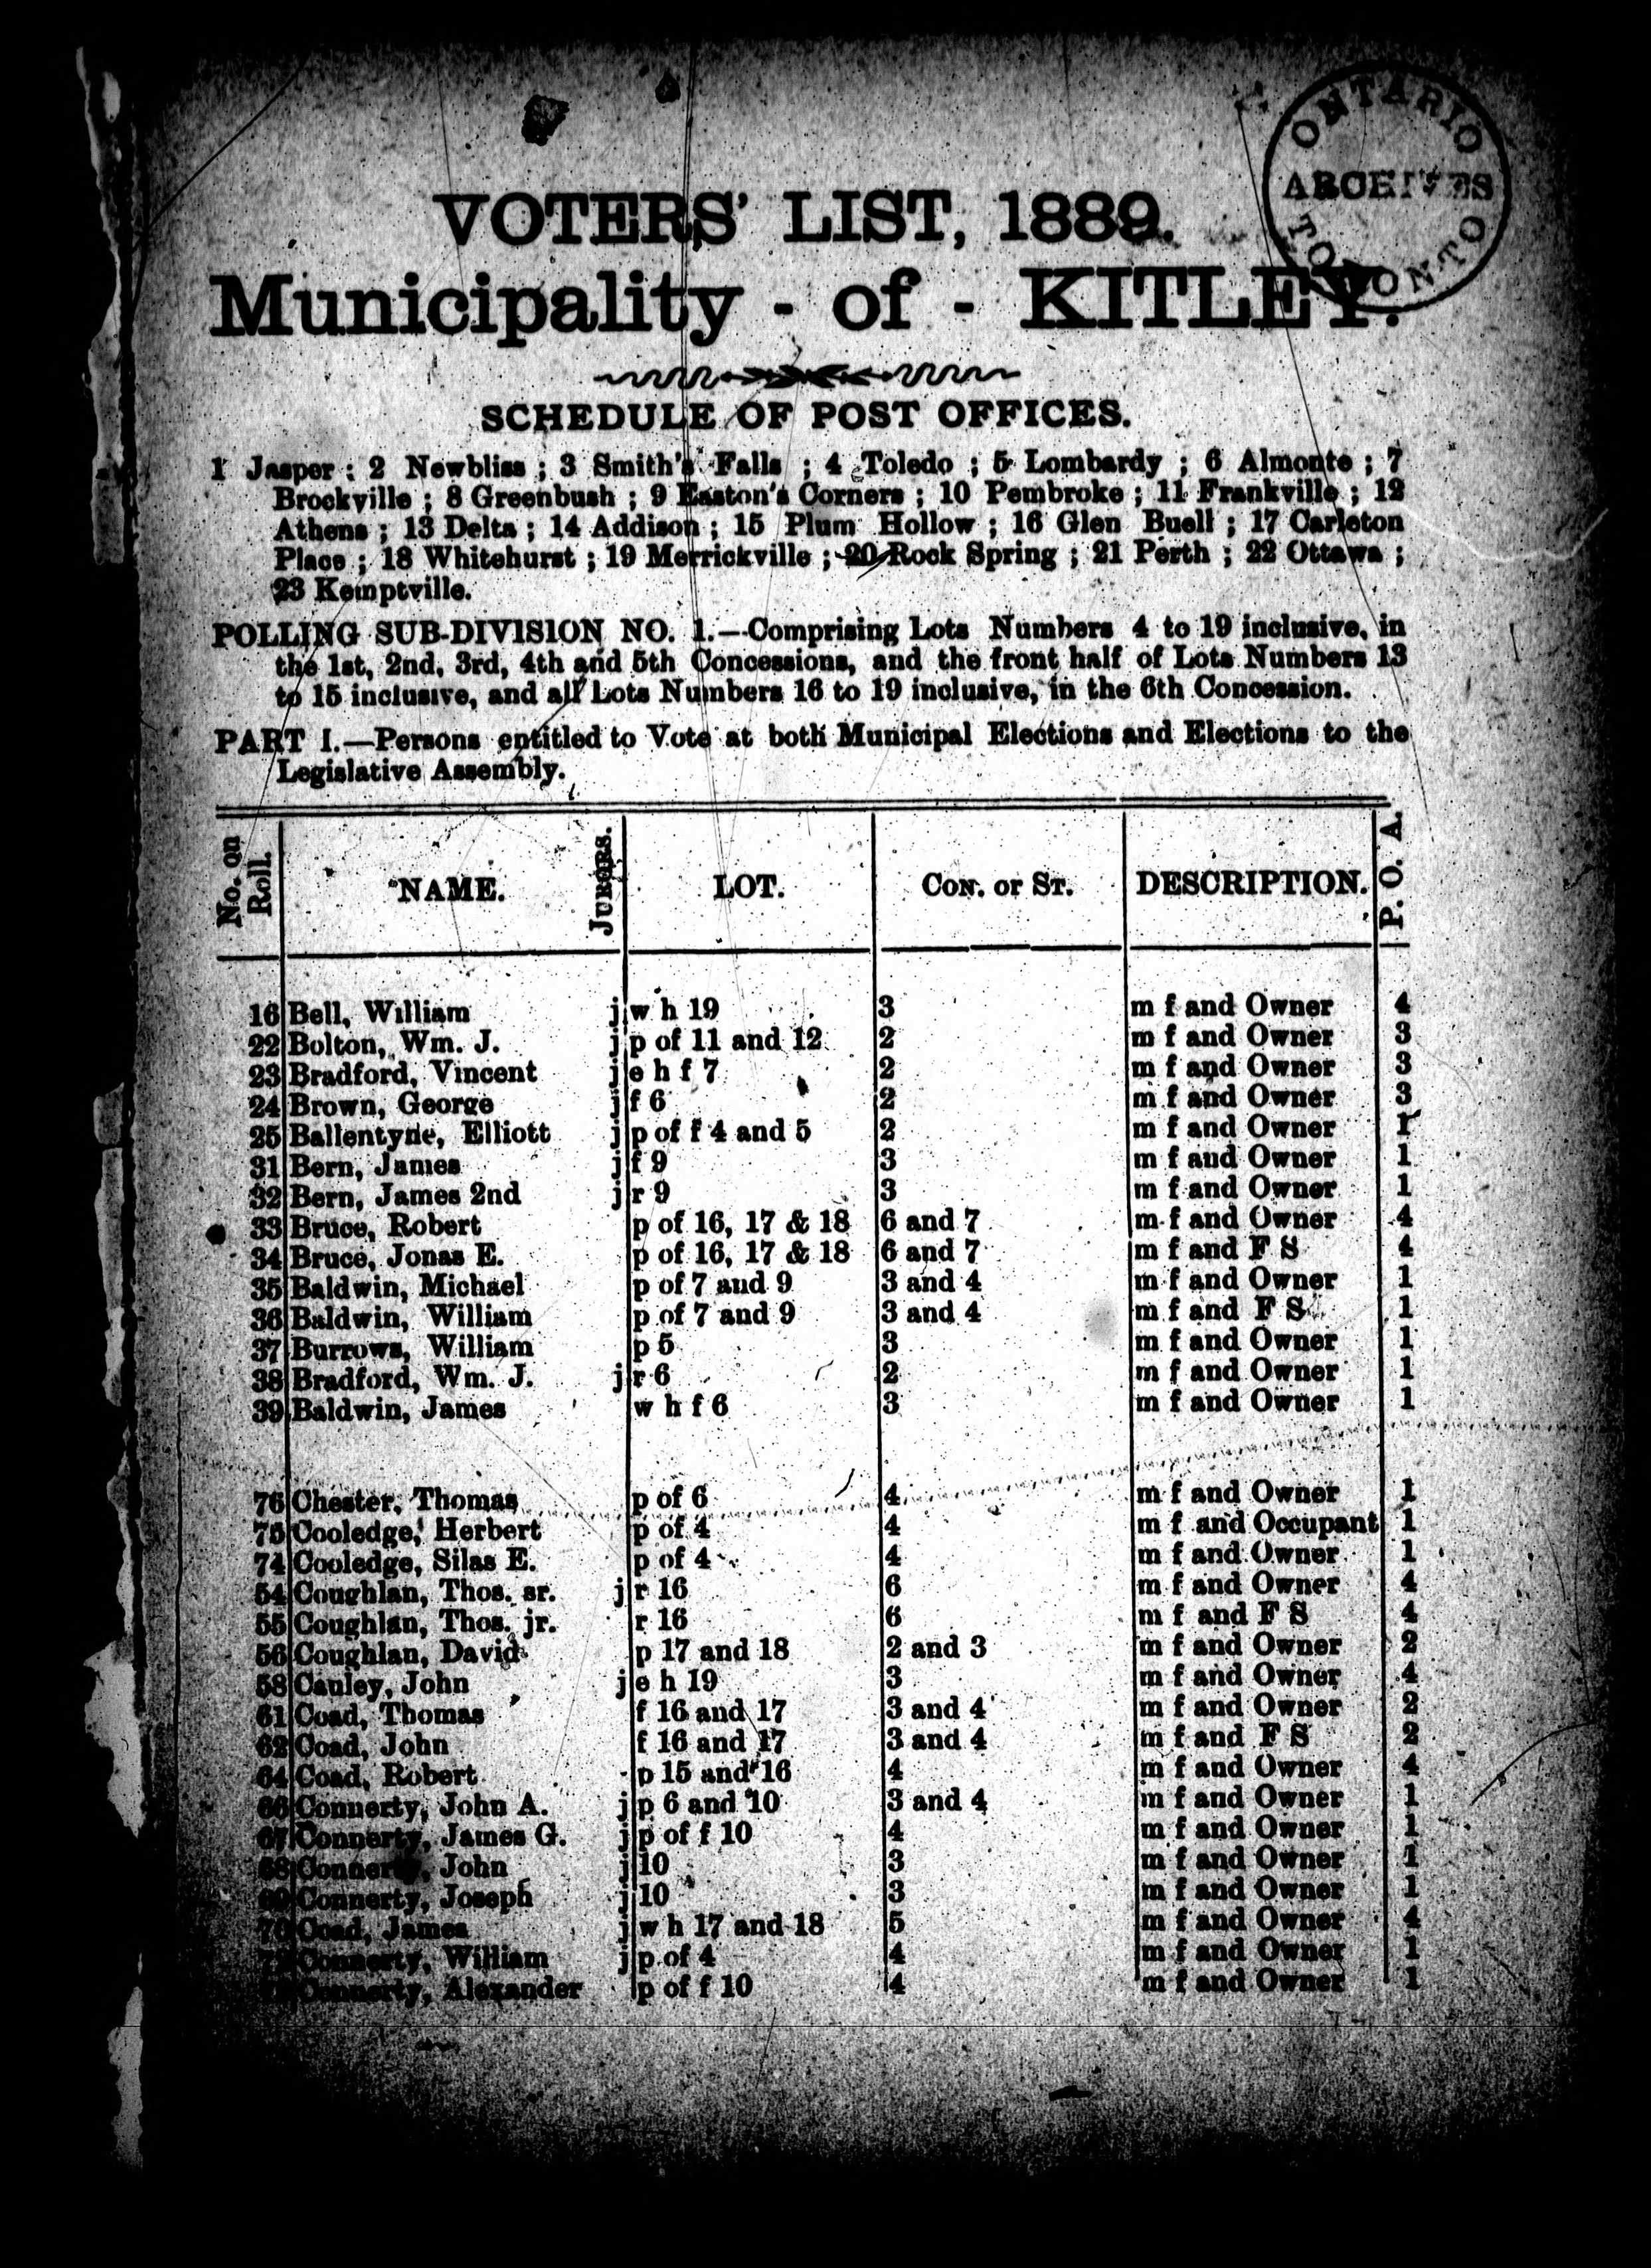 ONTARIO
ARCHIVES
TORONTO
VOTERS' LIST, 1889.
Municipality - of - KITLEY.
SCHEDULE OF POST OFFICES.
1 Jasper ; 2 Newbliss ; 3 Smith's Falls ; 4 Toledo ; 5 Lombardy ; 6 Almonte ; 7
Brockville ; 8 Greenbush ; 9 Easton's Corners ; 10 Pembroke ; 11 Frankville ; 12
Athens ; 13 Delta ; 14 Addison ; 15 Plum Hollow ; 16 Glen Buell ; 17 Carleton
Place ; 18 Whitehurst ; 19 Merrickville ; 20 Rock Spring ; 21 Perth ; 22 Ottawa ;
23 Kemptville.
POLLING SUB-DIVISION NO. 1.—Comprising Lots Numbers 4 to 19 inclusive, in
the 1st, 2nd, 3rd, 4th and 5th Concessions, and the front half of Lots Numbers 13
to 15 inclusive, and all Lots Numbers 16 to 19 inclusive, in the 6th Concession.
PART I.—Persons entitled to Vote at both Municipal Elections and Elections to the
Legislative Assembly.
No. on Roll. NAME. JURORS. LOT. CON. or ST. DESCRIPTION. P. O. A.
16 Bell, William j w h 19 3 m f and Owner 4
22 Bolton, Wm. J. j p of 11 and 12 2 m f and Owner 3
23 Bradford, Vincent j e h f 7 2 m f and Owner 3
24 Brown, George j f 6 2 m f and Owner 3
25 Ballentyne, Elliott j p of f 4 and 5 2 m f and Owner 1
31 Bern, James j f 9 3 m f aud Owner 1
32 Bern, James 2nd j r 9 3 m f and Owner 1
33 Bruce, Robert p of 16, 17 & 18 6 and 7 m f and Owner 4
34 Bruce, Jonas E. p of 16, 17 & 18 6 and 7 m f and F S 4
35 Baldwin, Michael p of 7 and 9 3 and 4 m f and Owner 1
36 Baldwin, William p of 7 and 9 3 and 4 m f and F S 1
37 Burrows, William p 5 3 m f and Owner 1
38 Bradford, Wm. J. j r 6 2 m f and Owner 1
39 Baldwin, James w h f 6 3 m f and Owner 1
76 Chester, Thomas p of 6 4 m f and Owner 1
75 Cooledge, Herbert p of 4 4 m f and Occupant 1
74 Cooledge, Silas E. p of 4 4 m f and Owner 1
54 Coughlan, Thos. sr. j r 16 6 m f and Owner 4
55 Coughlan, Thos. jr. r 16 6 m f and F S 4
56 Coughlan, David p 17 and 18 2 and 3 m f and Owner 2
58 Cauley, John j e h 19 3 m f and Owner 4
61 Coad, Thomas f 16 and 17 3 and 4 m f and Owner 2
62 Coad, John f 16 and 17 3 and 4 m f and F S 2
64 Coad, Robert p 15 and 16 4 m f and Owner 4
66 Connerty, John A. j p 6 and 10 3 and 4 m f and Owner 1
67 Connerty, James G. j p of f 10 4 m f and Owner 1
68 Connerty, John j 10 3 m f and Owner 1
69 Connerty, Joseph j 10 3 m f and Owner 1
70 Coad, James j w h 17 and 18 5 m f and Owner 4
Connerty, William j p of 4 4 m f and Owner 1
Connerty, Alexander p of f 10 4 m f and Owner 1